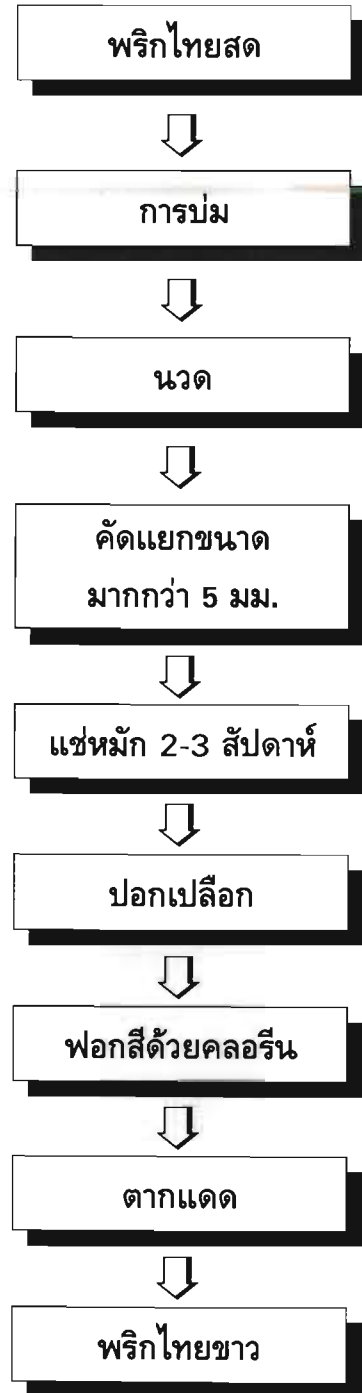 พริกไทยสด
การบ่ม
นวด
คัดแยกขนาด
มากกว่า 5 มม.
แช่หมัก 2-3 สัปดาห์
ปอกเปลือก
ฟอกสีด้วยคลอรีน
ตากแดด
พริกไทยขาว